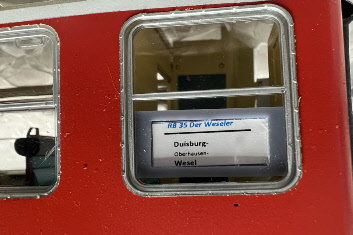 RB 35 Der Weseler
Duisburg-
Oberhausen-
Wesel